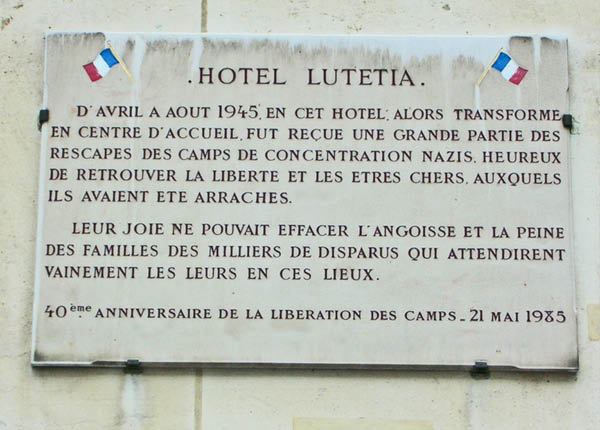 .HOTEL LUTETIA.
D'AVRIL A AOUT 1945, EN CET HOTEL, ALORS TRANSFORME
EN CENTRE D'ACCUEIL, FUT REÇUE UNE GRANDE PARTIE DES
RESCAPES DES CAMPS DE CONCENTRATION NAZIS, HEUREUX
DE RETROUVER LA LIBERTE ET LES ETRES CHERS, AUXQUELS
ILS AVAIENT ETE ARRACHES.
LEUR JOIE NE POUVAIT EFFACER L'ANGOISSE ET LA PEINE
DES FAMILLES DES MILLIERS DE DISPARUS QUI ATTENDIRENT
VAINEMENT LES LEURS EN CES LIEUX.
40ème ANNIVERSAIRE DE LA LIBERATION DES CAMPS_ 21 MAI 1985